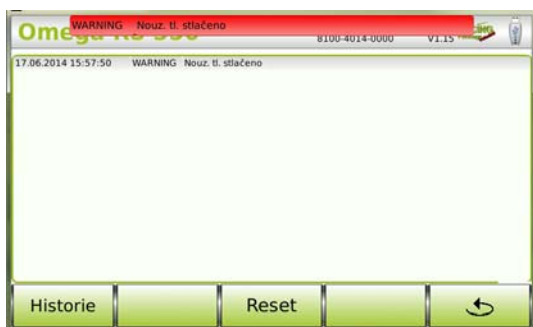 WARNING Nouz. tl. stlačeno
8100-4014-0000 V1.15
17.06.2014 15:57:50 WARNING Nouz. tl. stlačeno
Historie Reset